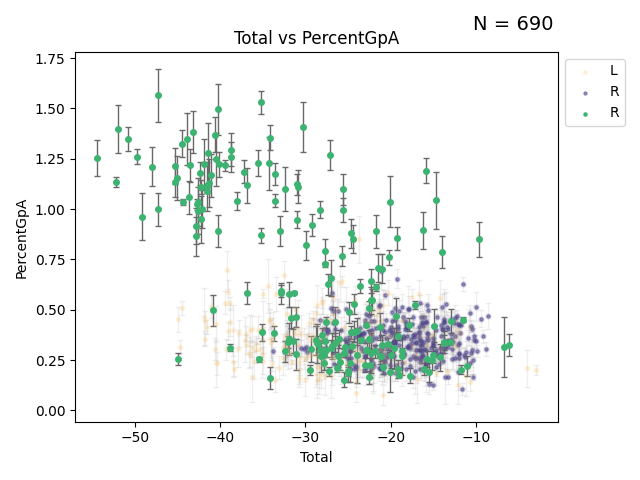 N = 690
Total vs PercentGpA
L
R
R
PercentGpA
1.75
1.50
1.25
1.00
0.75
0.50
0.25
0.00
−50
−40
−30
−20
−10
Total